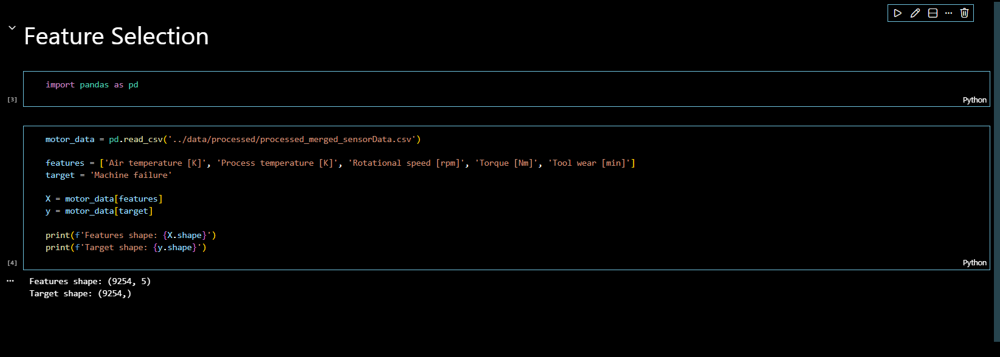 Feature Selection
import pandas as pd
[3]
Python
motor_data = pd.read_csv('../data/processed/processed_merged_sensorData.csv')
features = ['Air temperature [K]', 'Process temperature [K]', 'Rotational speed [rpm]', 'Torque [Nm]', 'Tool wear [min]']
target = 'Machine failure'
X = motor_data[features]
y = motor_data[target]
print(f'Features shape: {X.shape}')
print(f'Target shape: {y.shape}')
[4]
Python
Features shape: (9254, 5)
Target shape: (9254,)